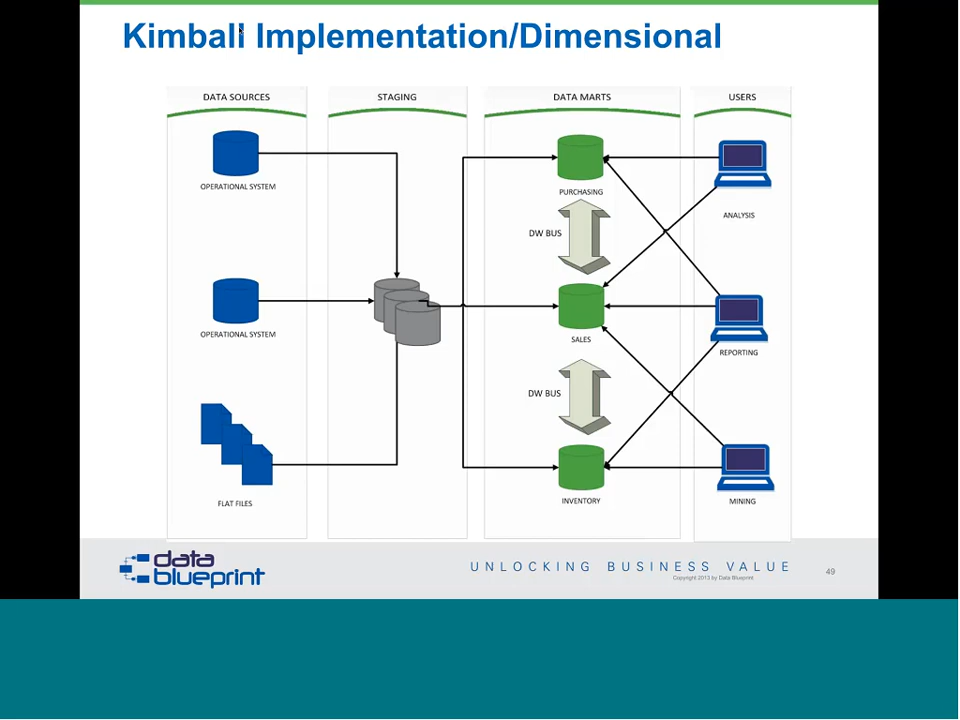 Kimball Implementation/Dimensional
DATA SOURCES
STAGING
DATA MARTS
USERS
OPERATIONAL SYSTEM
PURCHASING
ANALYSIS
DW BUS
OPERATIONAL SYSTEM
SALES
REPORTING
DW BUS
FLAT FILES
INVENTORY
MINING
data
blueprint
UNLOCKING BUSINESS VALUE
Copyright 2013 by Data Blueprint
49